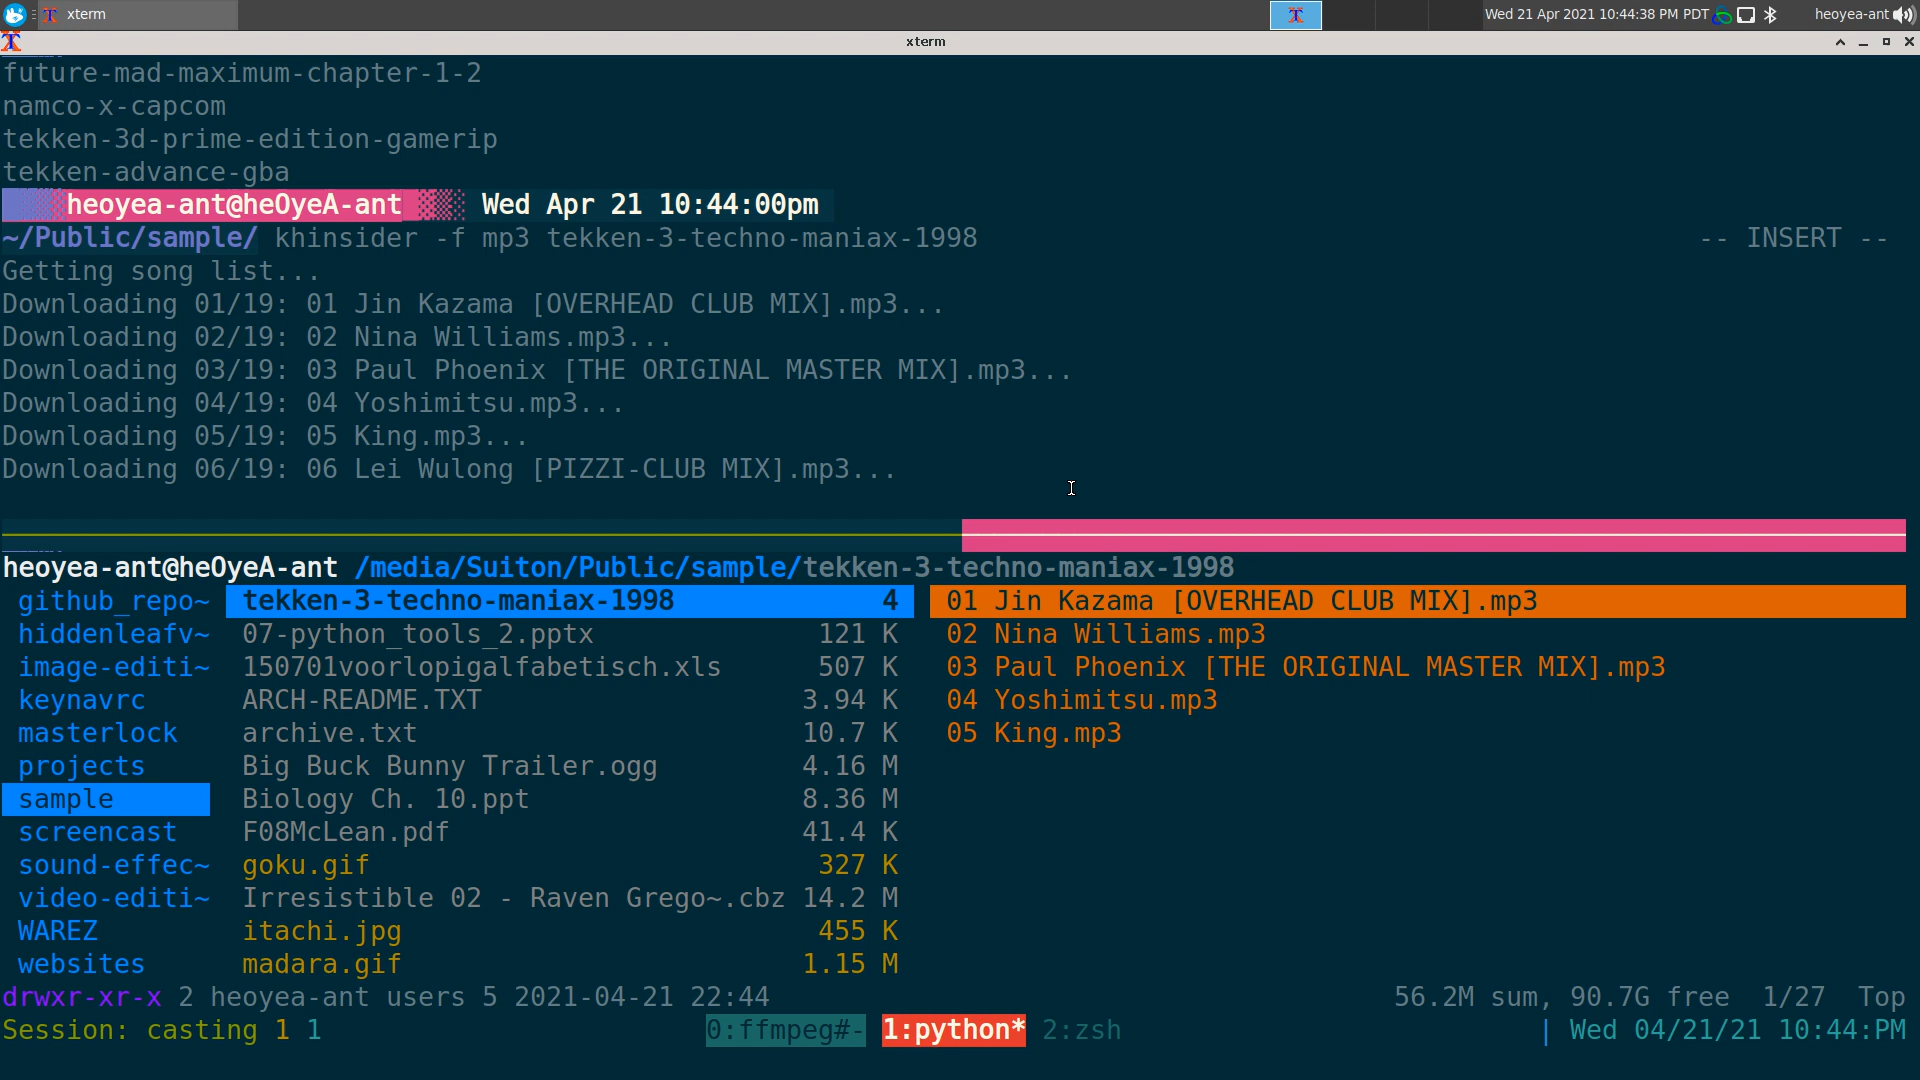 xterm
Wed 21 Apr 2021 10:44:38 PM PDT
heoyea-ant
xterm
future-mad-maximum-chapter-1-2
namco-x-capcom
tekken-3d-prime-edition-gamerip
tekken-advance-gba
heoyea-ant@heOyeA-ant Wed Apr 21 10:44:00pm
~/Public/sample/ khinsider -f mp3 tekken-3-techno-maniax-1998 -- INSERT --
Getting song list...
Downloading 01/19: 01 Jin Kazama [OVERHEAD CLUB MIX].mp3...
Downloading 02/19: 02 Nina Williams.mp3...
Downloading 03/19: 03 Paul Phoenix [THE ORIGINAL MASTER MIX].mp3...
Downloading 04/19: 04 Yoshimitsu.mp3...
Downloading 05/19: 05 King.mp3...
Downloading 06/19: 06 Lei Wulong [PIZZI-CLUB MIX].mp3...
heoyea-ant@heOyeA-ant /media/Suiton/Public/sample/tekken-3-techno-maniax-1998
github_repo~ tekken-3-techno-maniax-1998 4 01 Jin Kazama [OVERHEAD CLUB MIX].mp3
hiddenleafv~ 07-python_tools_2.pptx 121 K 02 Nina Williams.mp3
image-editi~ 150701voorlopigalfabetisch.xls 507 K 03 Paul Phoenix [THE ORIGINAL MASTER MIX].mp3
keynavrc ARCH-README.TXT 3.94 K 04 Yoshimitsu.mp3
masterlock archive.txt 10.7 K 05 King.mp3
projects Big Buck Bunny Trailer.ogg 4.16 M
sample Biology Ch. 10.ppt 8.36 M
screencast F08McLean.pdf 41.4 K
sound-effec~ goku.gif 327 K
video-editi~ Irresistible 02 - Raven Grego~.cbz 14.2 M
WAREZ itachi.jpg 455 K
websites madara.gif 1.15 M
drwxr-xr-x 2 heoyea-ant users 5 2021-04-21 22:44 56.2M sum, 90.7G free 1/27 Top
Session: casting 1 1 0:ffmpeg#- 1:python* 2:zsh | Wed 04/21/21 10:44:PM